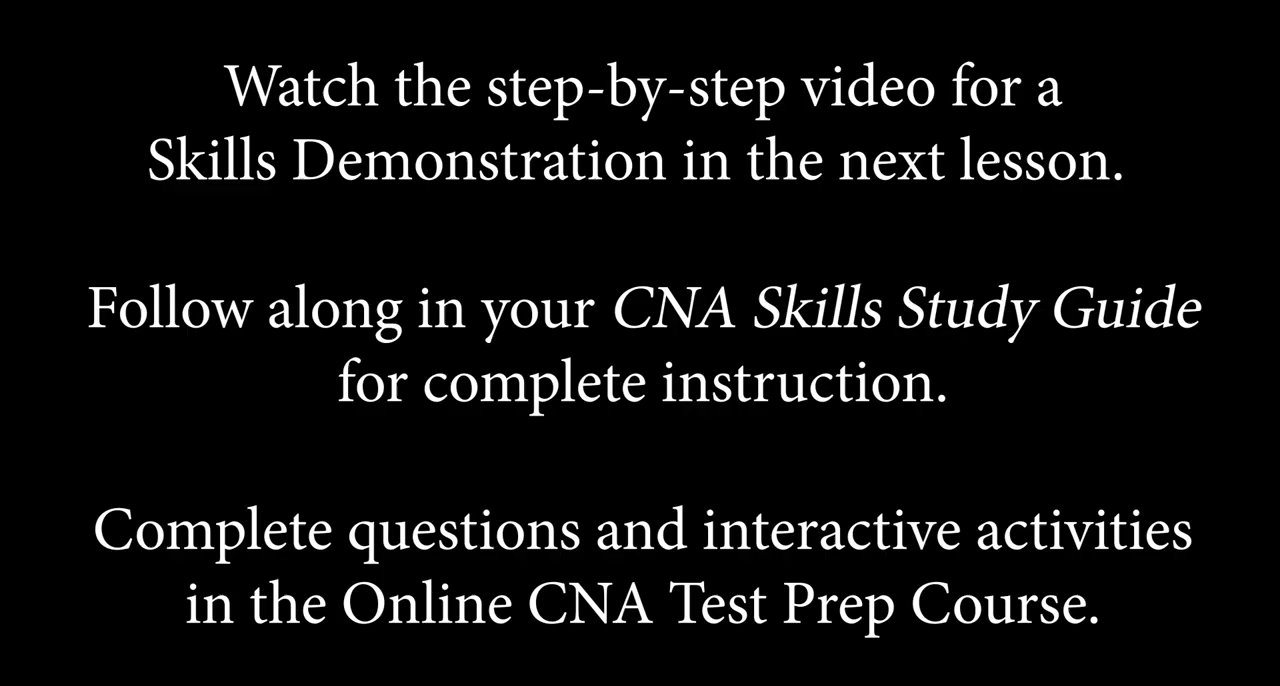 Watch the step-by-step video for a
Skills Demonstration in the next lesson.
Follow along in your CNA Skills Study Guide
for complete instruction.
Complete questions and interactive activities
in the Online CNA Test Prep Course.